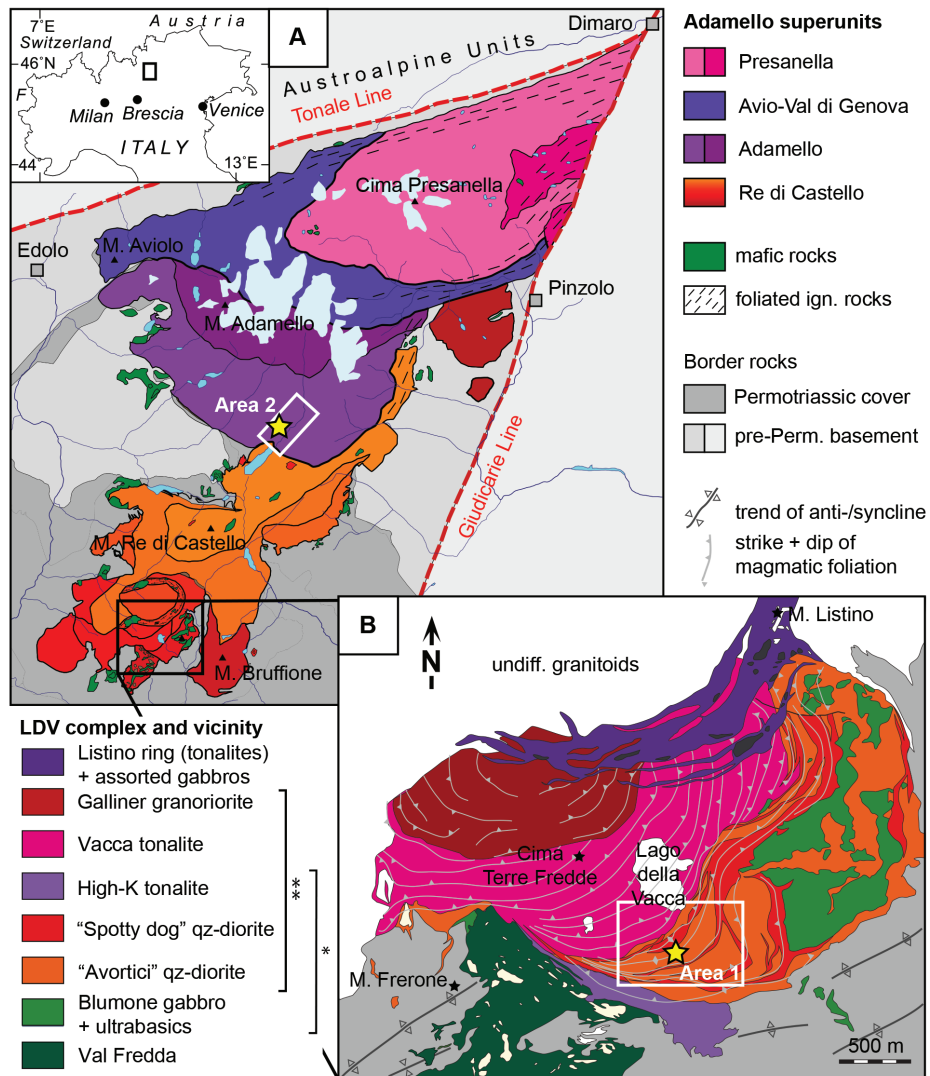 7˚E
Austria
Switzerland
46˚N
F
Milan
Brescia
Venice
ITALY
44˚
13˚E
A
Dimaro
Austroalpine Units
Tonale Line
Cima Presanella
Edolo
M. Aviolo
M. Adamello
Pinzolo
Area 2
Giudicarie Line
M. Re di Castello
M. Bruffione
Adamello superunits
Presanella
Avio-Val di Genova
Adamello
Re di Castello
mafic rocks
foliated ign. rocks
Border rocks
Permotriassic cover
pre-Perm. basement
trend of anti-/syncline
strike + dip of
magmatic foliation
LDV complex and vicinity
Listino ring (tonalites)
+ assorted gabbros
Galliner granoriorite
Vacca tonalite
High-K tonalite
"Spotty dog" qz-diorite
"Avortici" qz-diorite
Blumone gabbro
+ ultrabasics
Val Fredda
**
*
B
N
undiff. granitoids
M. Listino
Cima
Terre Fredde
Lago
della
Vacca
M. Frerone
Area 1
500 m